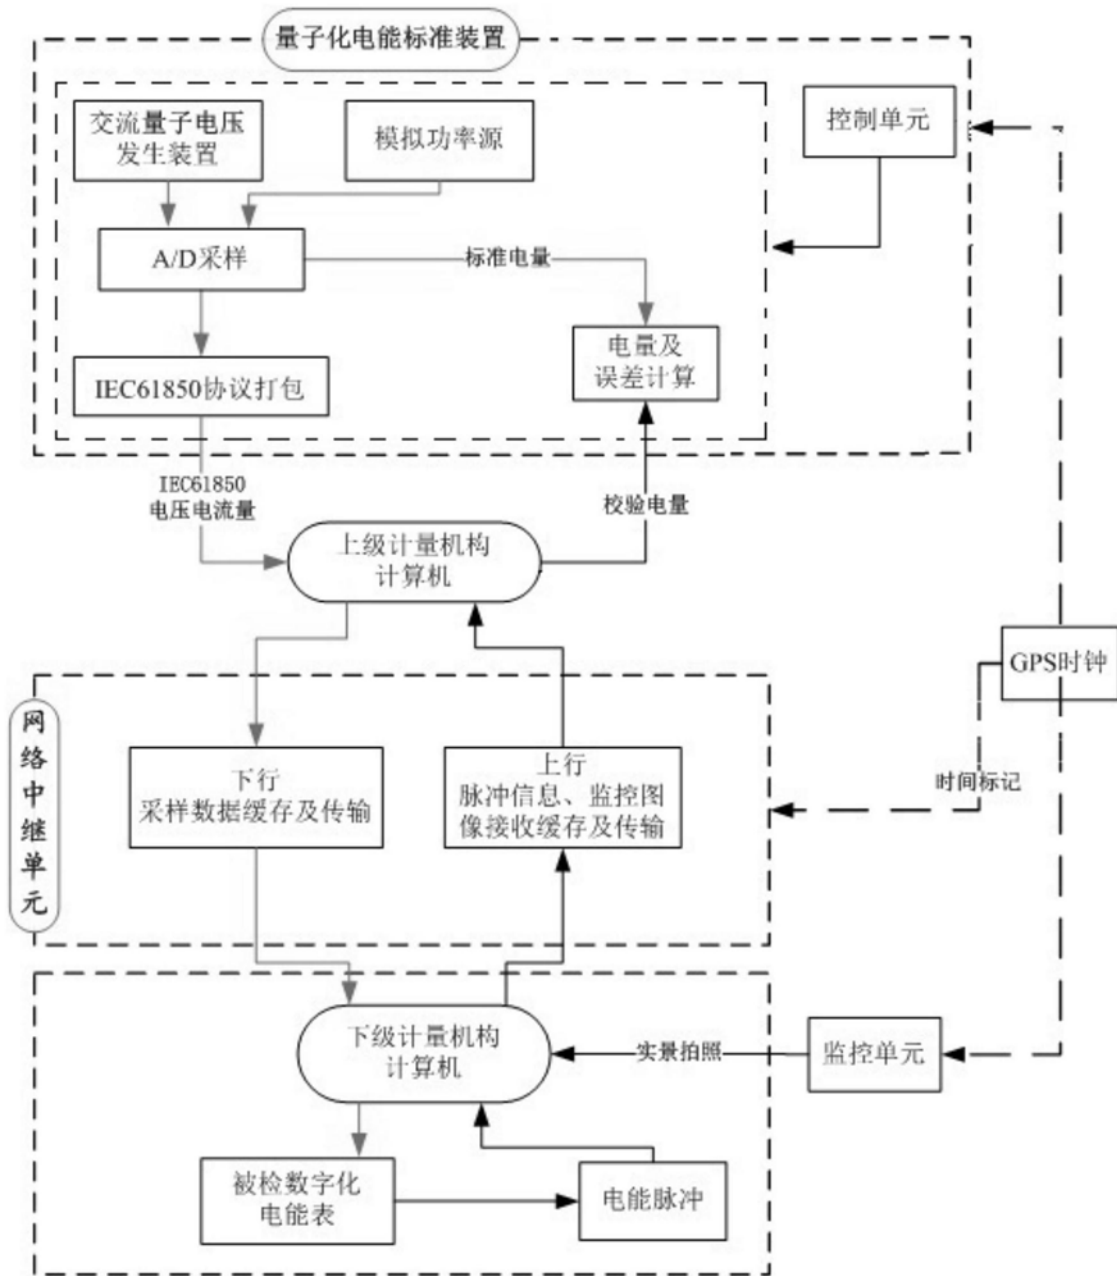 量子化电能标准装置
交流量子电压
发生装置
模拟功率源
控制单元
A/D采样
标准电量
电量及
误差计算
IEC61850协议打包
IEC61850
电压电流量
校验电量
上级计量机构
计算机
GPS时钟
网
络
中
继
单
元
下行
采样数据缓存及传输
上行
脉冲信息、监控图
像接收缓存及传输
时间标记
下级计量机构
计算机
实景拍照
监控单元
被检数字化
电能表
电能脉冲